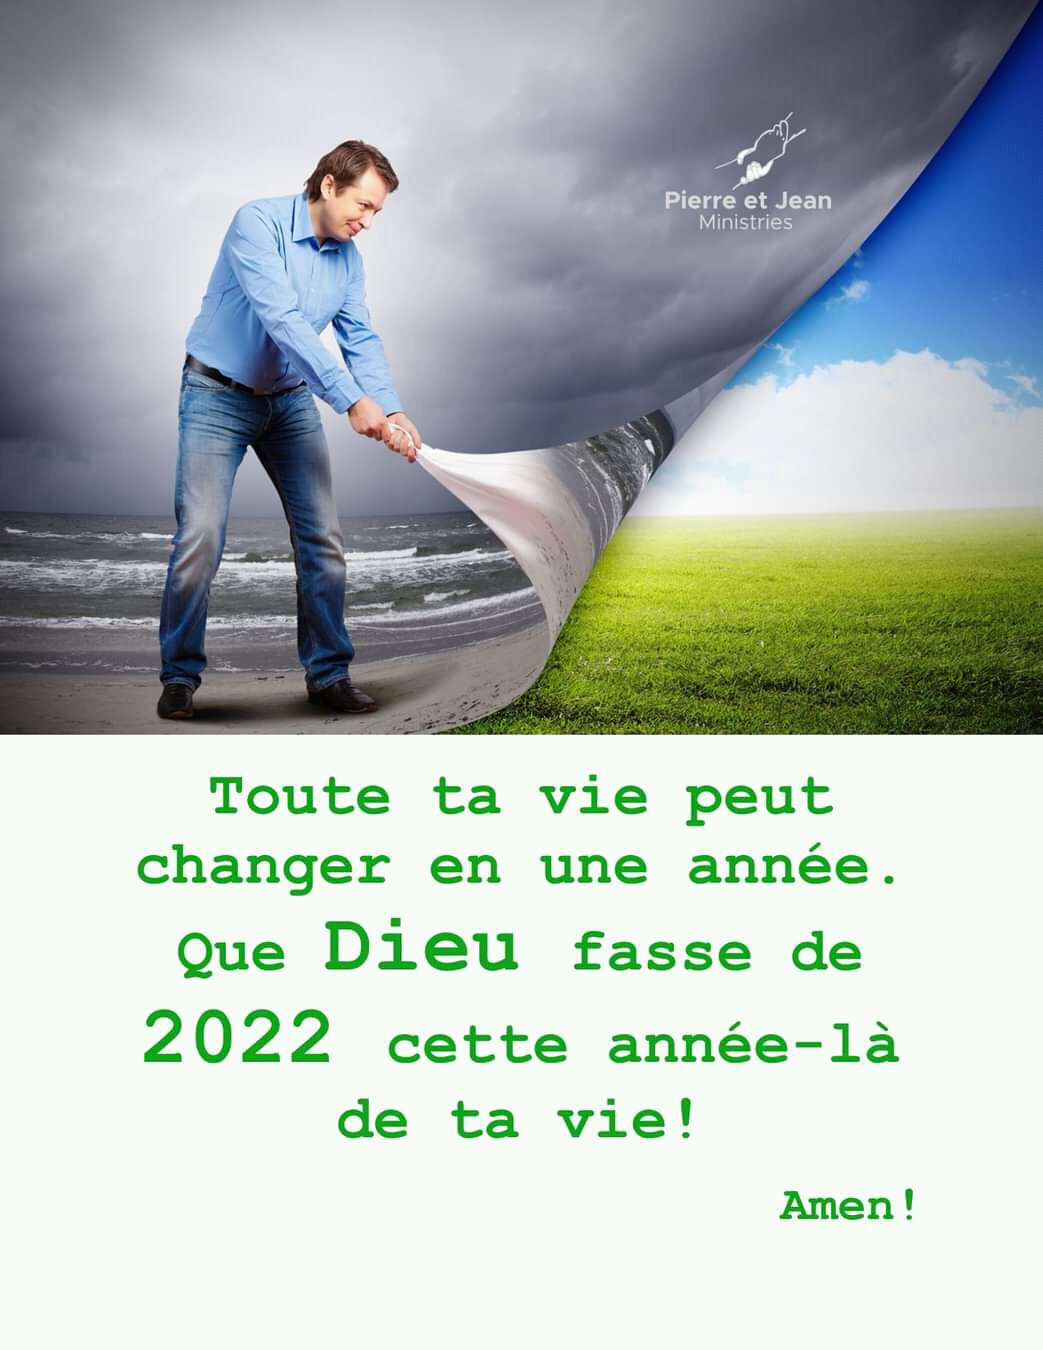 Pierre et Jean
Ministries
Toute ta vie peut
changer en une année.
Que Dieu fasse de
2022 cette année-là
de ta vie!
Amen!